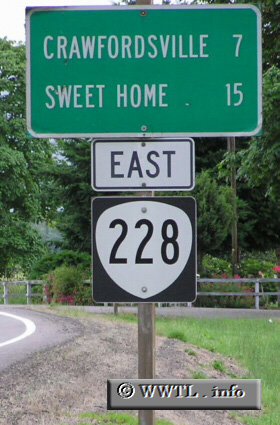 CRAWFORDSVILLE 7
SWEET HOME 15
EAST
228
© WWTL . info